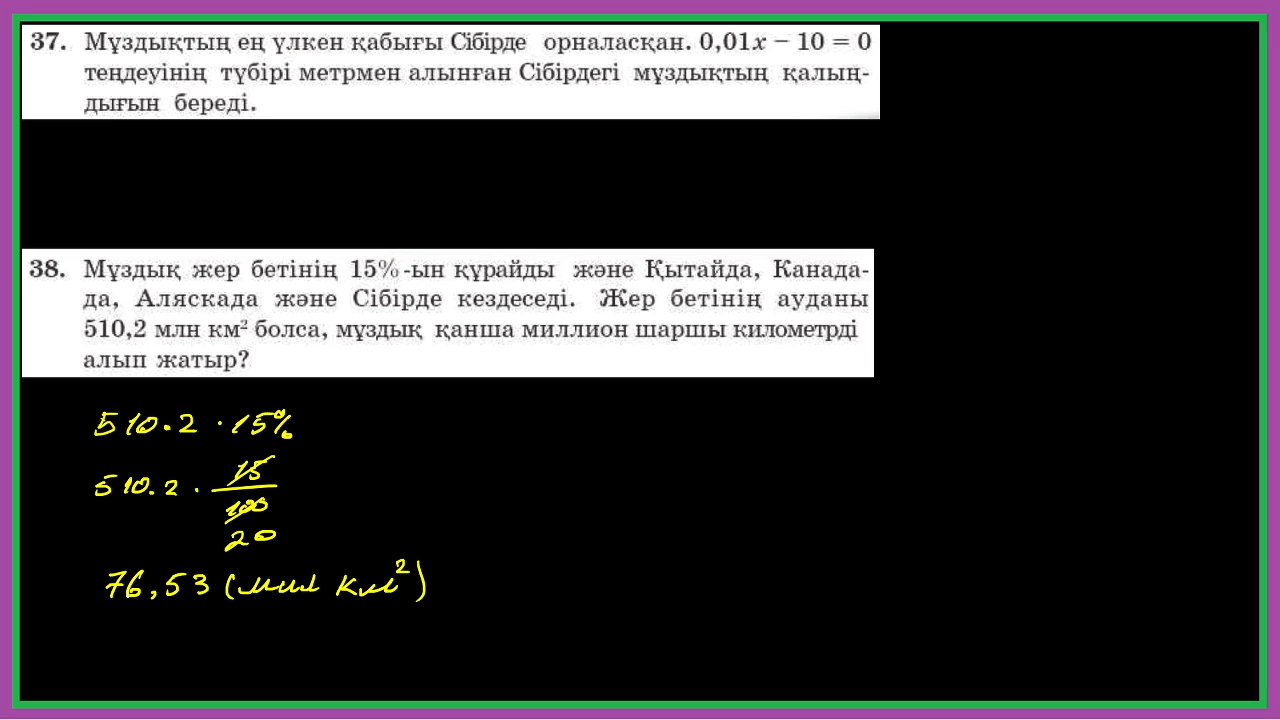 37. Мұздықтың ең үлкен қабығы Сібірде орналасқан. 0,01x − 10 = 0
теңдеуінің түбірі метрмен алынған Сібірдегі мұздықтың қалың-
дығын береді.
38. Мұздық жер бетінің 15%-ын құрайды және Қытайда, Канада-
да, Аляскада және Сібірде кездеседі. Жер бетінің ауданы
510,2 млн км² болса, мұздық қанша миллион шаршы километрді
алып жатыр?
510.2 · 15%
510.2 · 15
100
20
76,53 (мил км²)